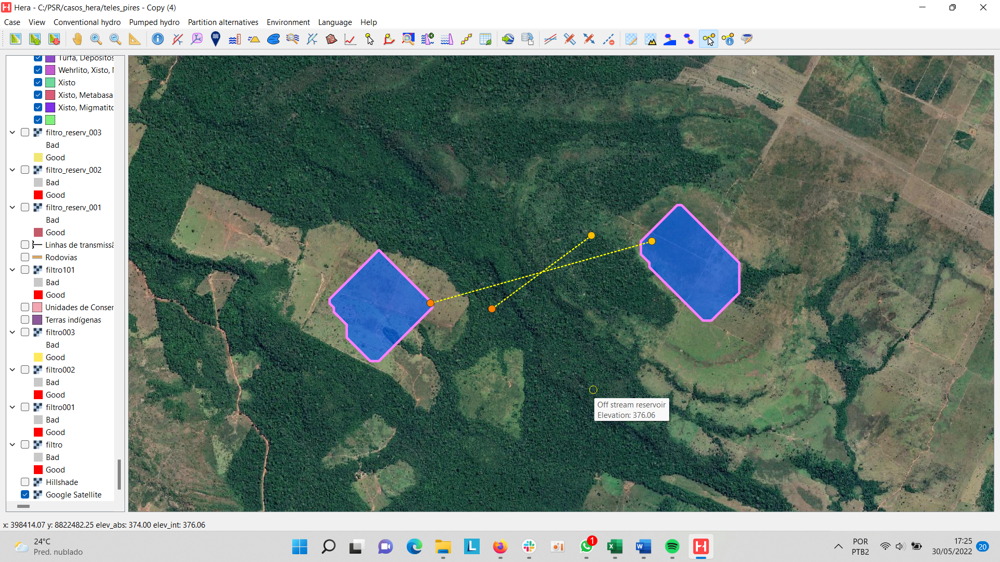 Hera - C:/PSR/casos_hera/teles_pires - Copy (4)
Case View Conventional hydro Pumped hydro Partition alternatives Environment Language Help
Turfa, Depósitos
Wehrlito, Xisto,
Xisto
Xisto, Metabasa
Xisto, Migmatito
filtro_reserv_003
Bad
Good
filtro_reserv_002
Bad
Good
filtro_reserv_001
Bad
Good
Linhas de transmissã
Rodovias
filtro101
Bad
Good
Unidades de Conser
Terras indígenas
filtro003
Bad
Good
filtro002
Bad
Good
filtro001
Bad
Good
filtro
Bad
Good
Hillshade
Google Satellite
Off stream reservoir
Elevation: 376.06
x: 398414.07 y: 8822482.25 elev_abs: 374.00 elev_int: 376.06
24°C
Pred. nublado
1
POR
PTB2
17:25
30/05/2022
20